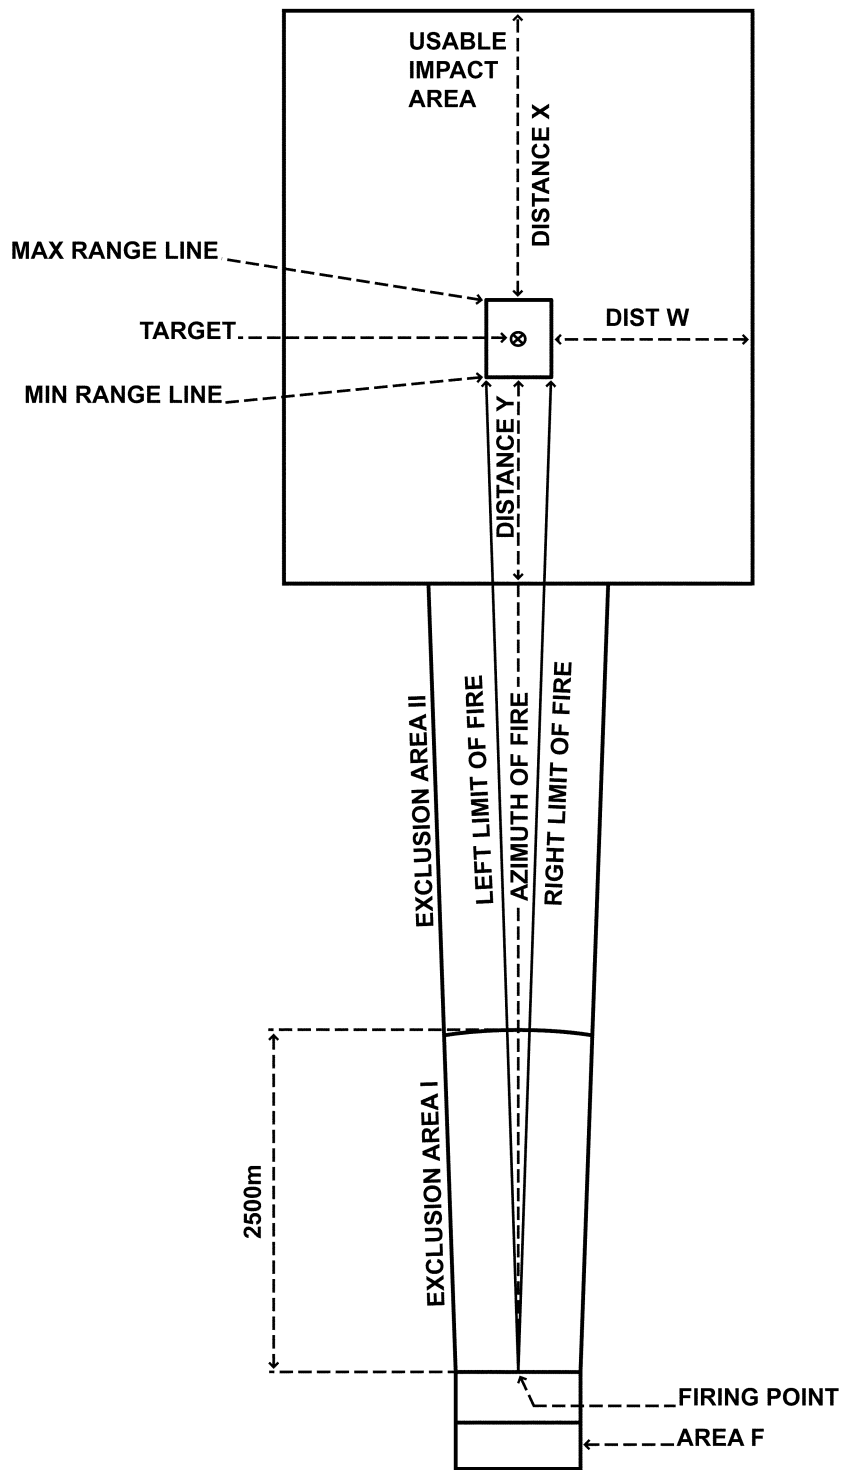 USABLE
IMPACT
AREA
DISTANCE X
MAX RANGE LINE
DIST W
TARGET
MIN RANGE LINE
DISTANCE Y
EXCLUSION AREA II
LEFT LIMIT OF FIRE
AZIMUTH OF FIRE
RIGHT LIMIT OF FIRE
2500m
EXCLUSION AREA I
FIRING POINT
AREA F